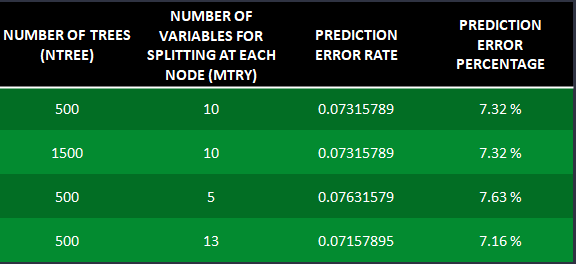 NUMBER OF TREES (NTREE) NUMBER OF VARIABLES FOR SPLITTING AT EACH NODE (MTRY) PREDICTION ERROR RATE PREDICTION ERROR PERCENTAGE
500 10 0.07315789 7.32 %
1500 10 0.07315789 7.32 %
500 5 0.07631579 7.63 %
500 13 0.07157895 7.16 %